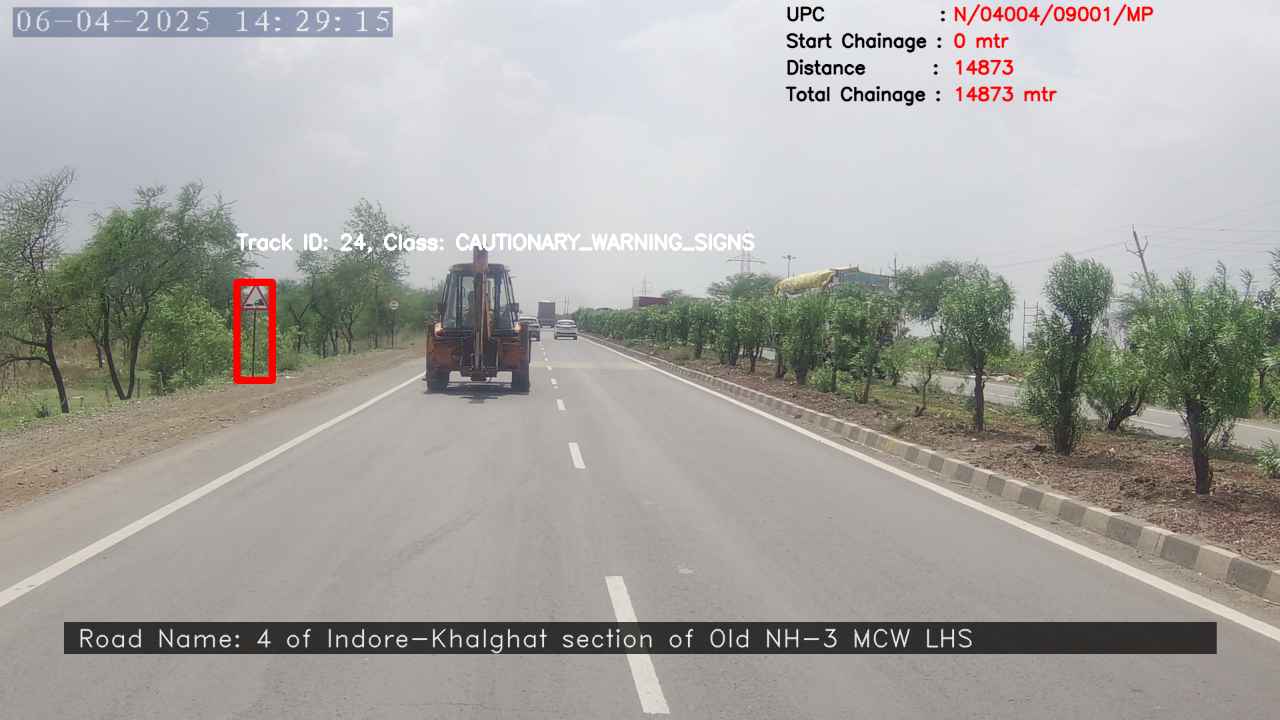 06-04-2025 14:29:15
UPC : N/04004/09001/MP
Start Chainage : 0 mtr
Distance : 14873
Total Chainage : 14873 mtr
Track ID: 24, Class: CAUTIONARY_WARNING_SIGNS
Road Name: 4 of Indore-Khalghat section of Old NH-3 MCW LHS